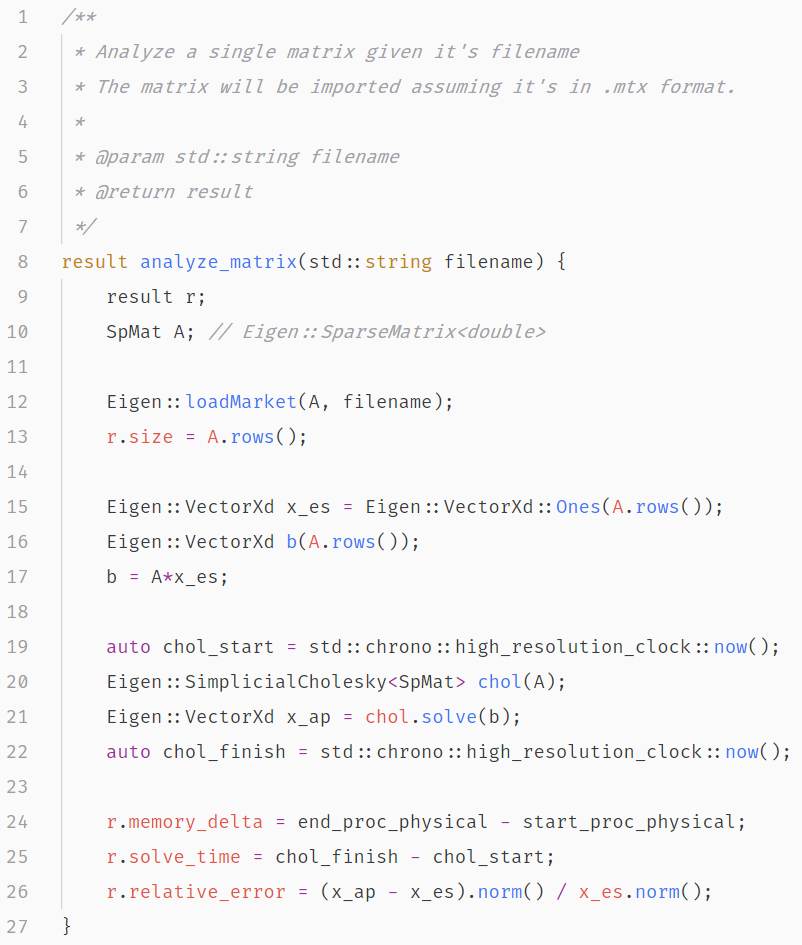 1 /**
2  * Analyze a single matrix given it's filename
3  * The matrix will be imported assuming it's in .mtx format.
4  *
5  * @param std::string filename
6  * @return result
7  */
8 result analyze_matrix(std::string filename) {
9     result r;
10     SpMat A; // Eigen::SparseMatrix<double>
11
12     Eigen::loadMarket(A, filename);
13     r.size = A.rows();
14
15     Eigen::VectorXd x_es = Eigen::VectorXd::Ones(A.rows());
16     Eigen::VectorXd b(A.rows());
17     b = A*x_es;
18
19     auto chol_start = std::chrono::high_resolution_clock::now();
20     Eigen::SimplicialCholesky<SpMat> chol(A);
21     Eigen::VectorXd x_ap = chol.solve(b);
22     auto chol_finish = std::chrono::high_resolution_clock::now();
23
24     r.memory_delta = end_proc_physical - start_proc_physical;
25     r.solve_time = chol_finish - chol_start;
26     r.relative_error = (x_ap - x_es).norm() / x_es.norm();
27 }